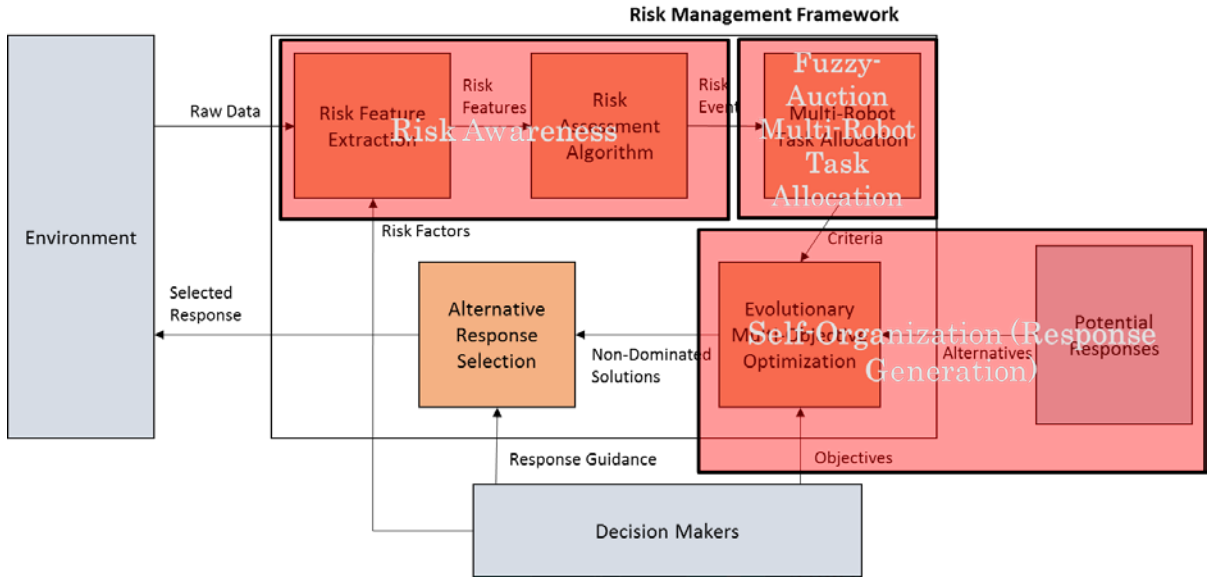 Risk Management Framework
Environment
Raw Data
Risk Feature
Extraction
Risk
Features
Risk
Assessment
Algorithm
Risk Awareness
Risk
Event
Multi-Robot
Task Allocation
Fuzzy-
Auction
Multi-Robot
Task
Allocation
Risk Factors
Criteria
Selected
Response
Alternative
Response
Selection
Non-Dominated
Solutions
Evolutionary
Multi-Objective
Optimization
Alternatives
Potential
Responses
Self-Organization (Response
Generation)
Response Guidance
Objectives
Decision Makers